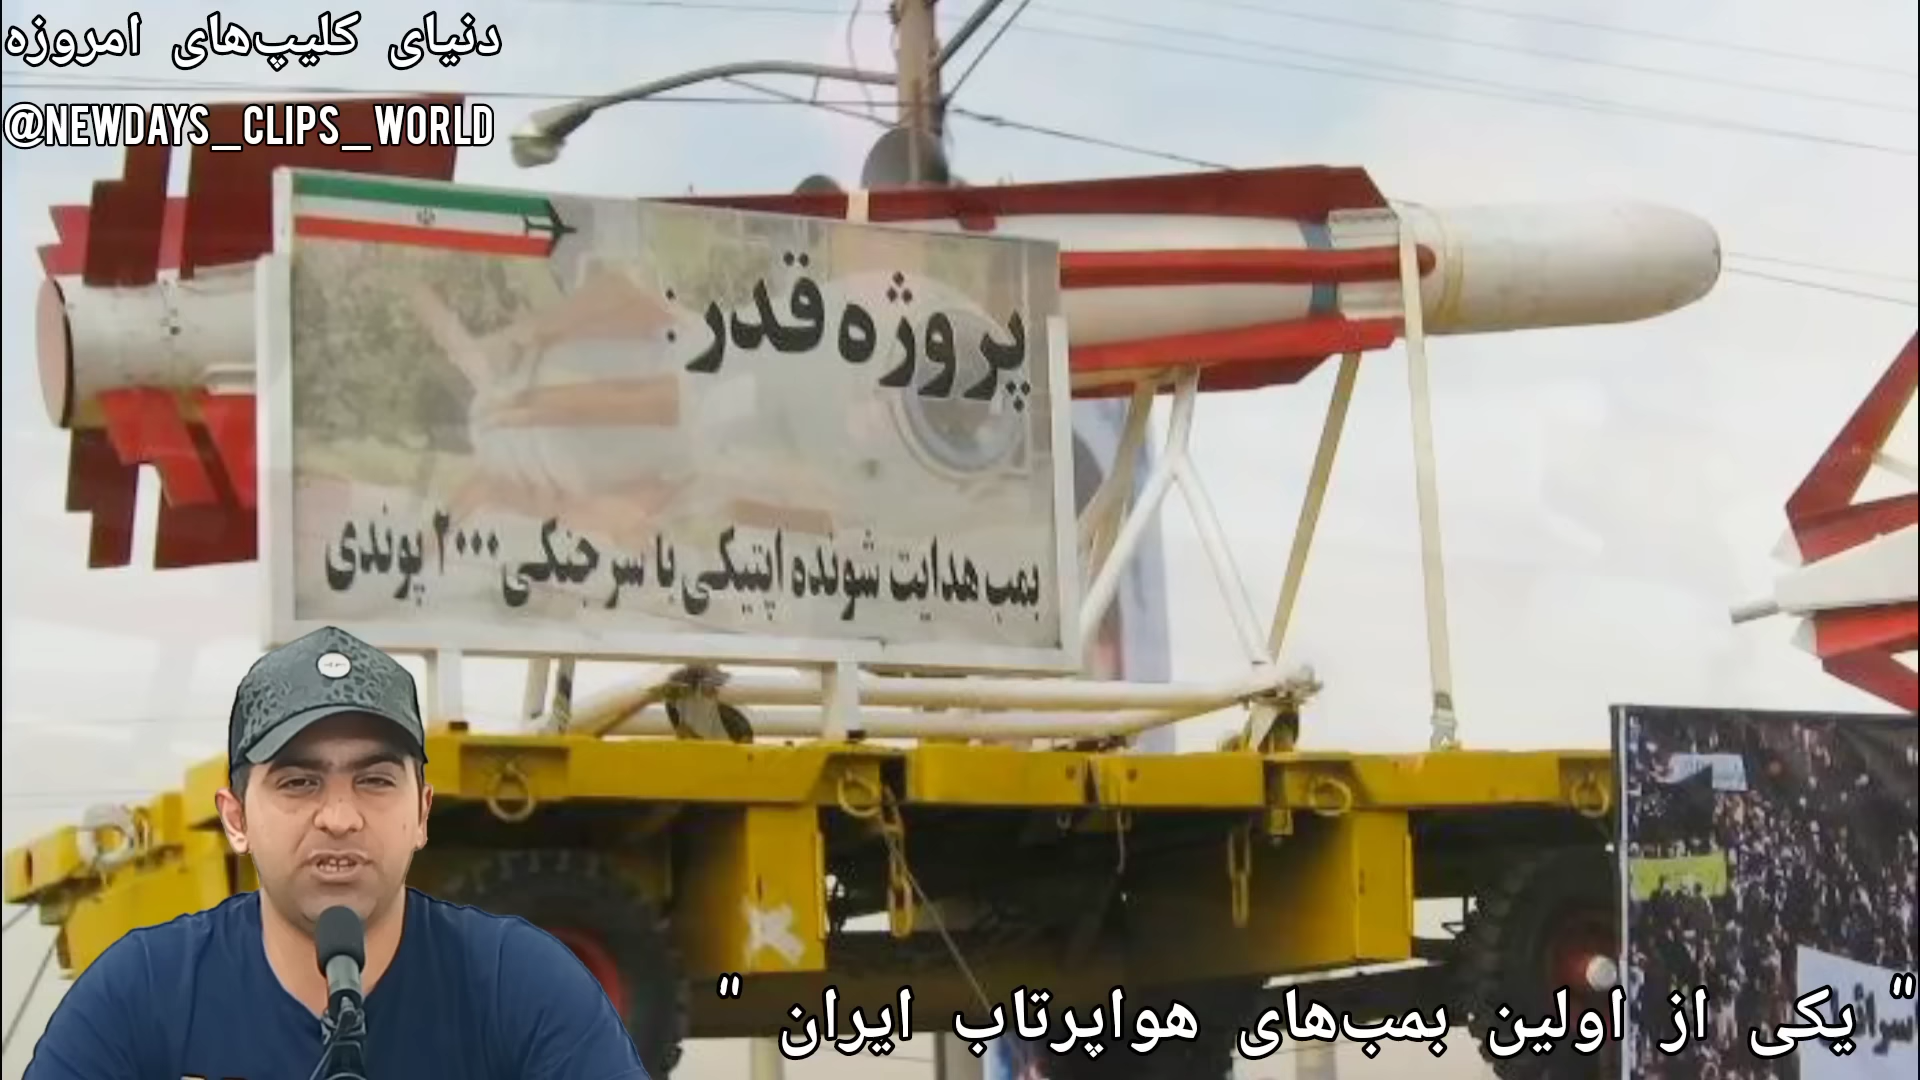 دنیای کلیپ‌های امروزه
@NEWDAYS_CLIPS_WORLD
پروژه قدر:
بمب هدایت شونده اپتیکی با سرجنگی ۲۰۰۰ پوندی
" یکی از اولین بمب‌های هواپرتاب ایران "